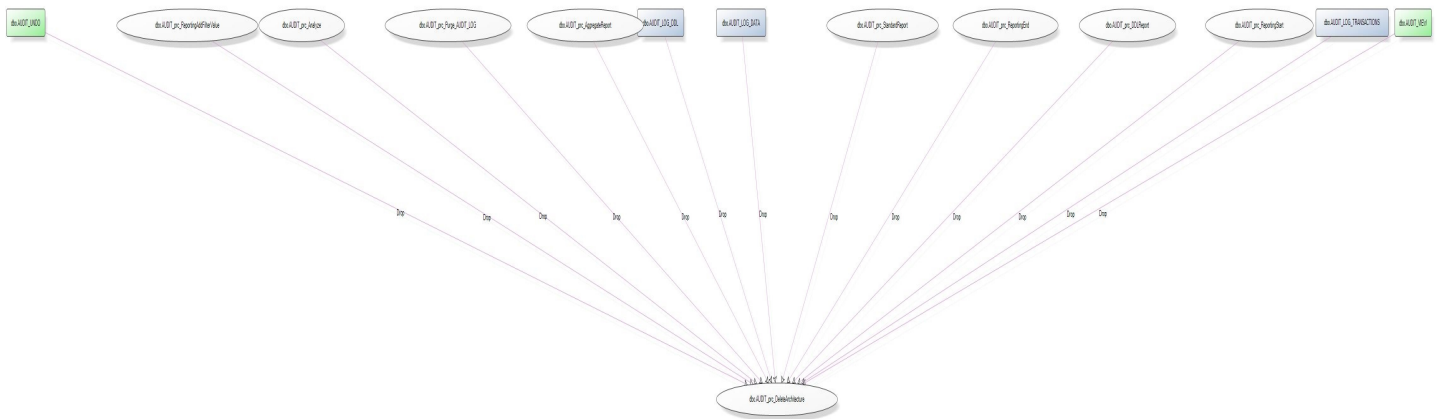 dbo.AUDIT_UNDO
dbo.AUDIT_prc_ReportingAddFilterValue
dbo.AUDIT_prc_Analyze
dbo.AUDIT_prc_Purge_AUDIT_LOG
dbo.AUDIT_prc_AggregateReport
dbo.AUDIT_LOG_DDL
dbo.AUDIT_LOG_DATA
dbo.AUDIT_prc_StandardReport
dbo.AUDIT_prc_ReportingEnd
dbo.AUDIT_prc_DDLReport
dbo.AUDIT_prc_ReportingStart
dbo.AUDIT_LOG_TRANSACTIONS
dbo.AUDIT_VIEW
Drop
Drop
Drop
Drop
Drop
Drop
Drop
Drop
Drop
Drop
Drop
Drop
Drop
dbo.AUDIT_prc_DeleteArchitecture